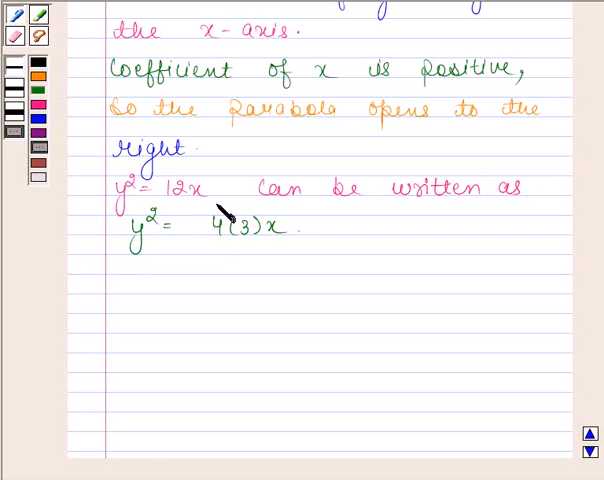 the x-axis.
Coefficient of x is positive,
So the parabola opens to the
right.
y² = 12x can be written as
y² = 4(3)x.